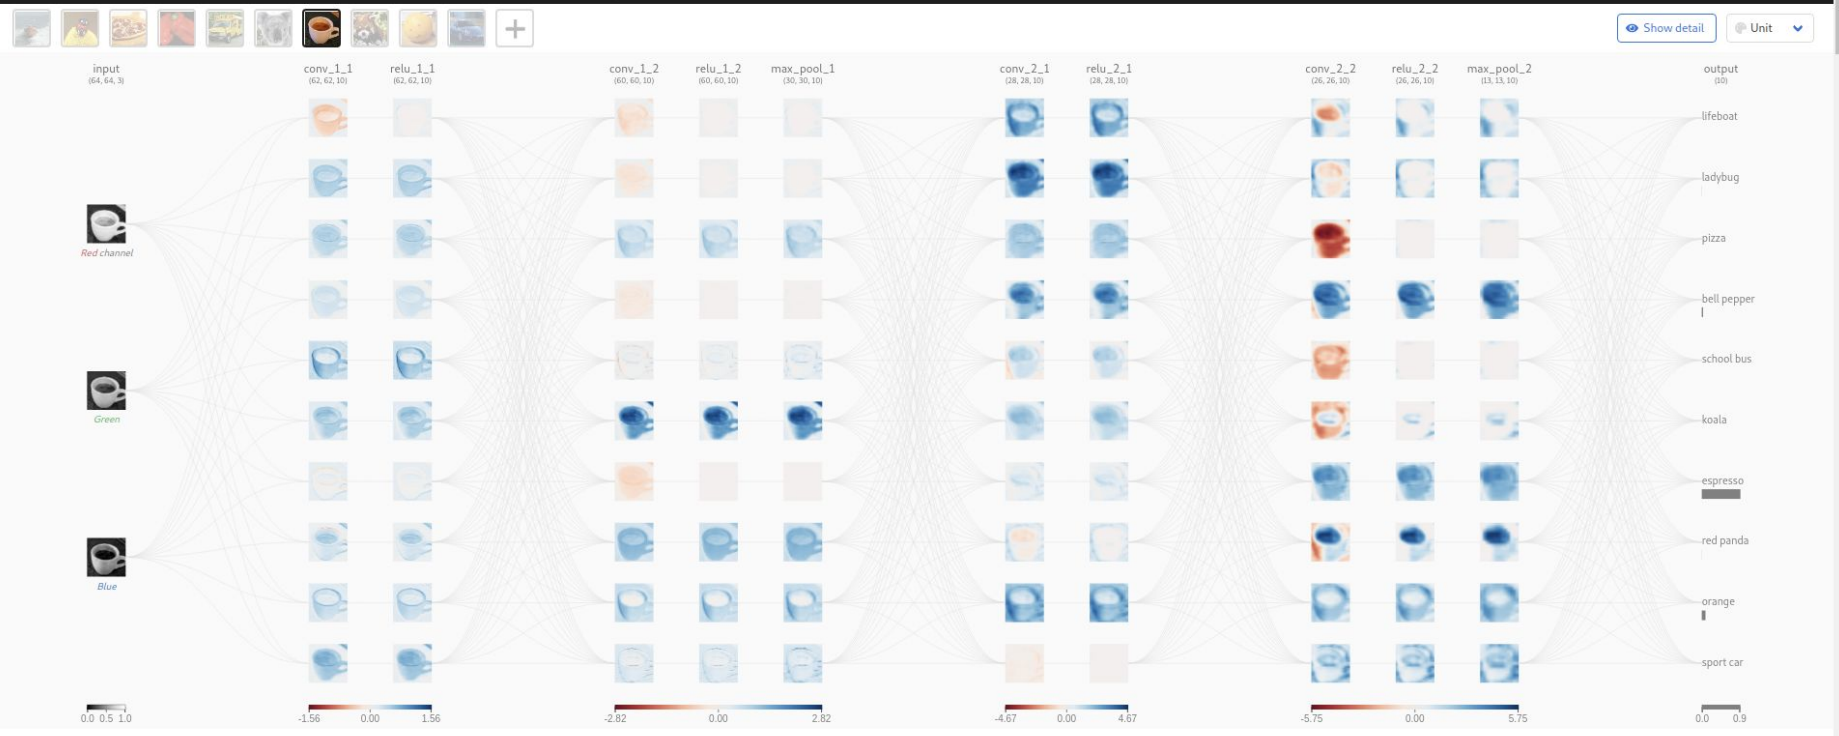 Show detail
Unit
input conv_1_1 relu_1_1 conv_1_2 relu_1_2 max_pool_1 conv_2_1 relu_2_1 conv_2_2 relu_2_2 max_pool_2 output
(64, 64, 3) (62, 62, 10) (62, 62, 10) (60, 60, 10) (60, 60, 10) (30, 30, 10) (28, 28, 10) (28, 28, 10) (26, 26, 10) (26, 26, 10) (13, 13, 10) (10)
lifeboat
ladybug
Red channel
pizza
bell pepper
school bus
Green
koala
espresso
red panda
Blue
orange
sport car
0.0 0.5 1.0 -1.56 0.00 1.56 -2.82 0.00 2.82 -4.67 0.00 4.67 -5.75 0.00 5.75 0.0 0.9